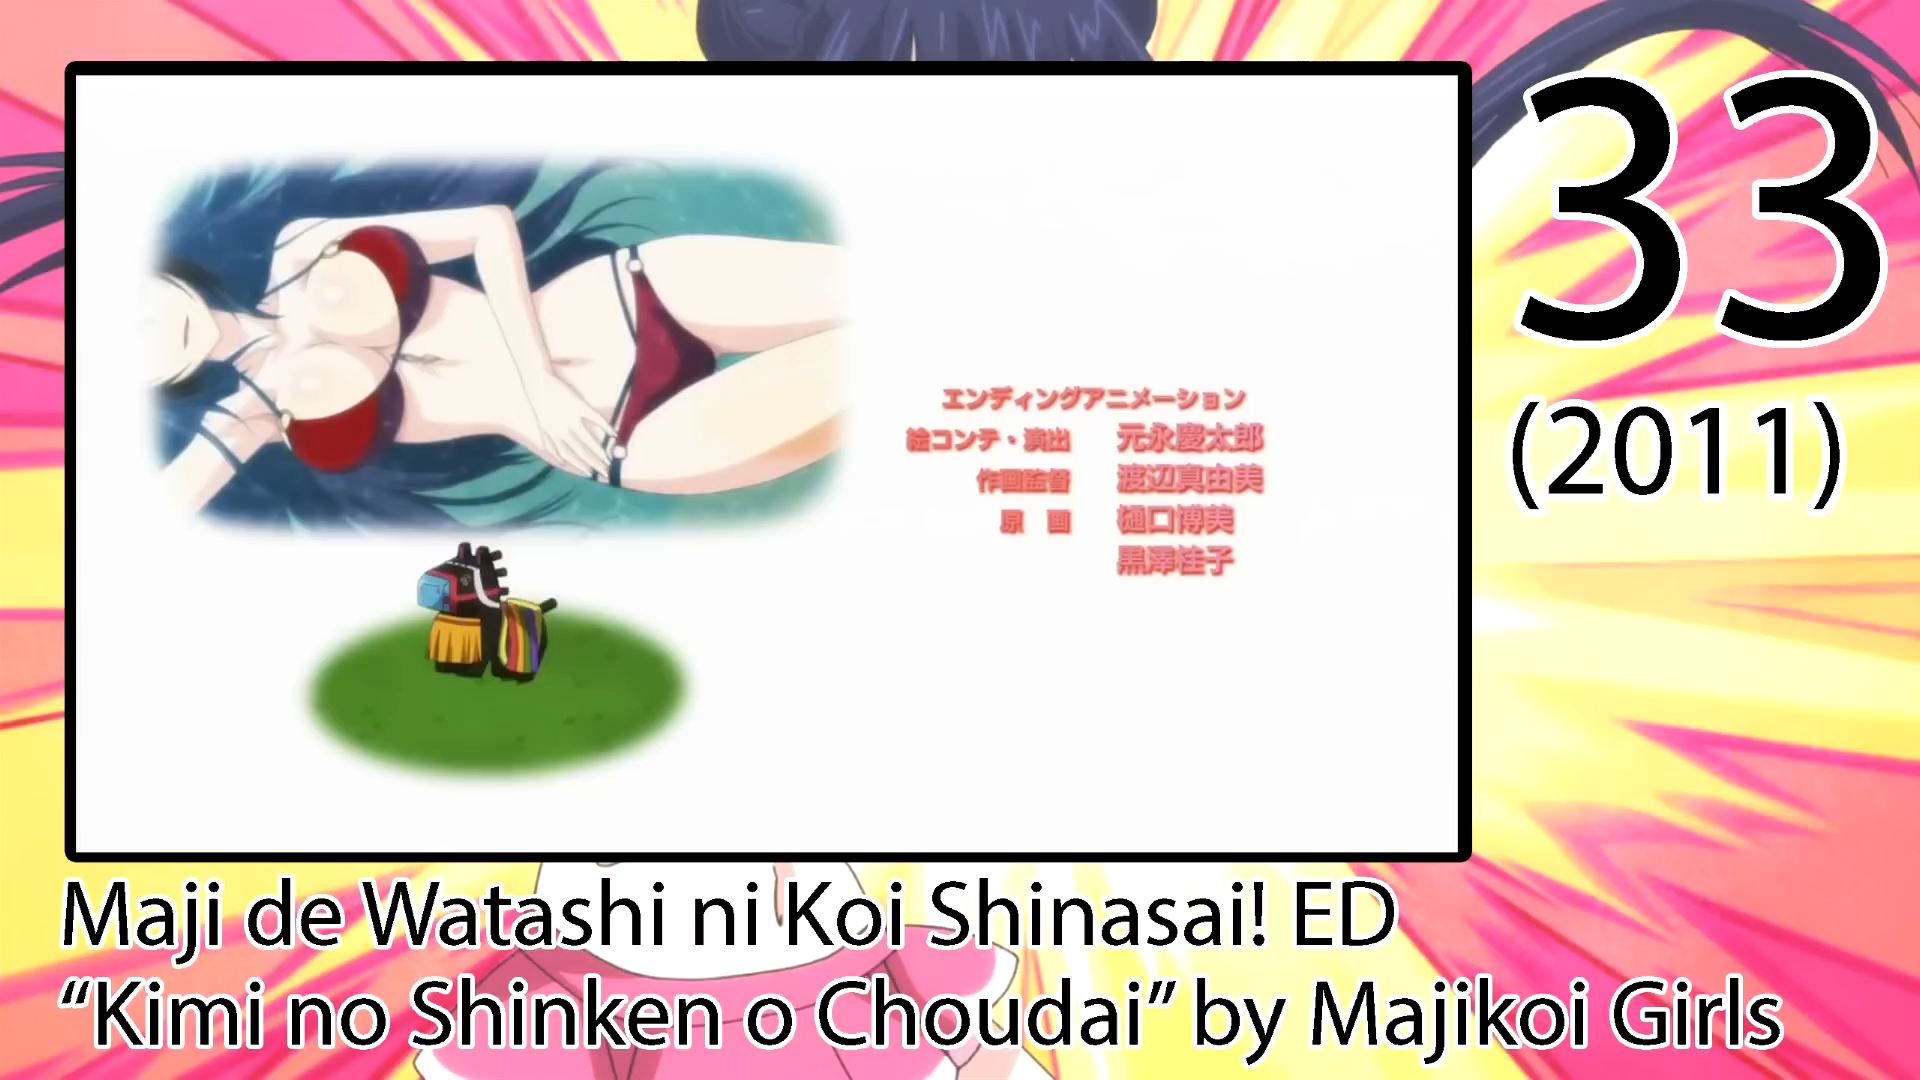 33
(2011)
エンディングアニメーション
絵コンテ・演出 元永慶太郎
作画監督 渡辺真由美
原 画 樋口博美
黒澤桂子
Maji de Watashi ni Koi Shinasai! ED
“Kimi no Shinken o Choudai” by Majikoi Girls